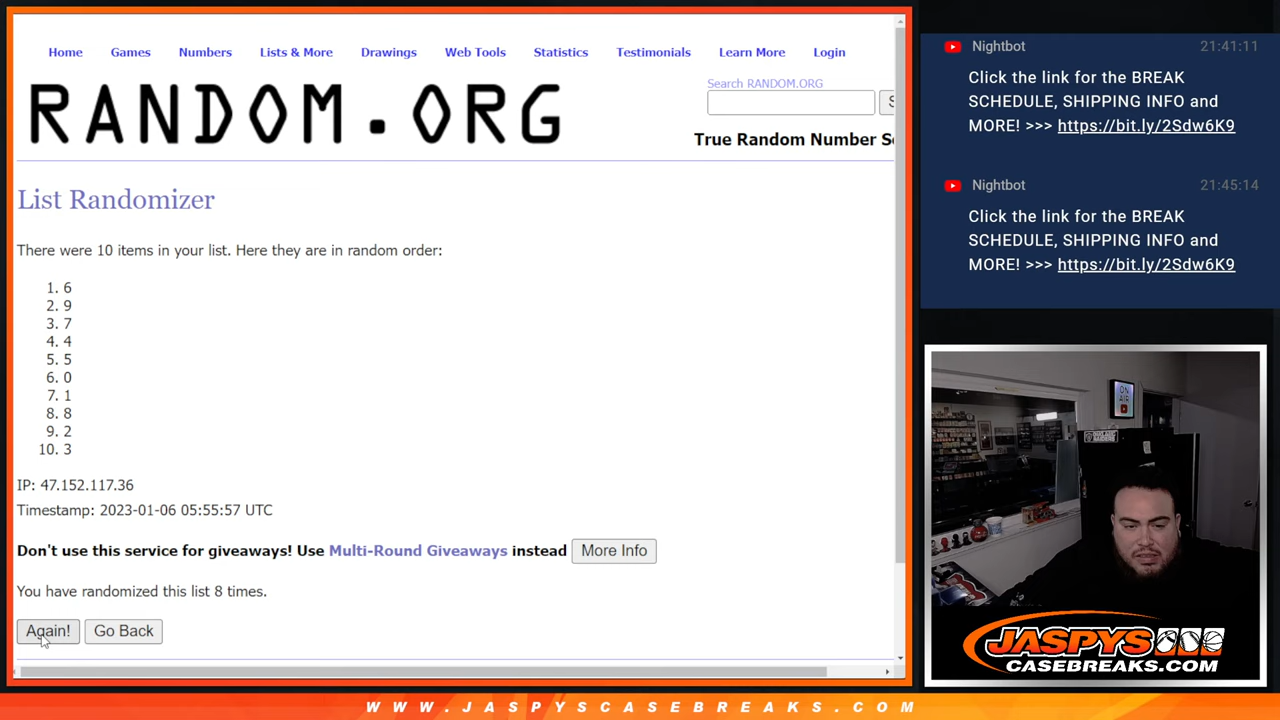 Home Games Numbers Lists & More Drawings Web Tools Statistics Testimonials Learn More Login
RANDOM.ORG
Search RANDOM.ORG
True Random Number S
List Randomizer
There were 10 items in your list. Here they are in random order:
1. 6
2. 9
3. 7
4. 4
5. 5
6. 0
7. 1
8. 8
9. 2
10. 3
IP: 47.152.117.36
Timestamp: 2023-01-06 05:55:57 UTC
Don't use this service for giveaways! Use Multi-Round Giveaways instead More Info
You have randomized this list 8 times.
Again! Go Back
Nightbot 21:41:11
Click the link for the BREAK
SCHEDULE, SHIPPING INFO and
MORE! >>> https://bit.ly/2Sdw6K9
Nightbot 21:45:14
Click the link for the BREAK
SCHEDULE, SHIPPING INFO and
MORE! >>> https://bit.ly/2Sdw6K9
ON
AIR
JASPYS
CASEBREAKS.COM
WWW.JASPYSCASEBREAKS.COM